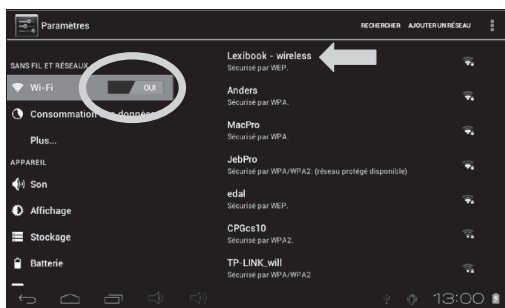 Paramètres
RECHERCHER AJOUTER UN RÉSEAU
SANS FIL ET RÉSEAUX
Wi-Fi OUI
Consommation des données
Plus...
APPAREIL
Son
Affichage
Stockage
Batterie
Lexibook - wireless
Sécurisé par WEP.
Anders
Sécurisé par WPA.
MacPro
Sécurisé par WPA.
JebPro
Sécurisé par WPA/WPA2. (réseau protégé disponible)
edal
Sécurisé par WEP.
CPGcs10
Sécurisé par WPA2.
TP-LINK_will
Sécurisé par WPA/WPA2.
13:00